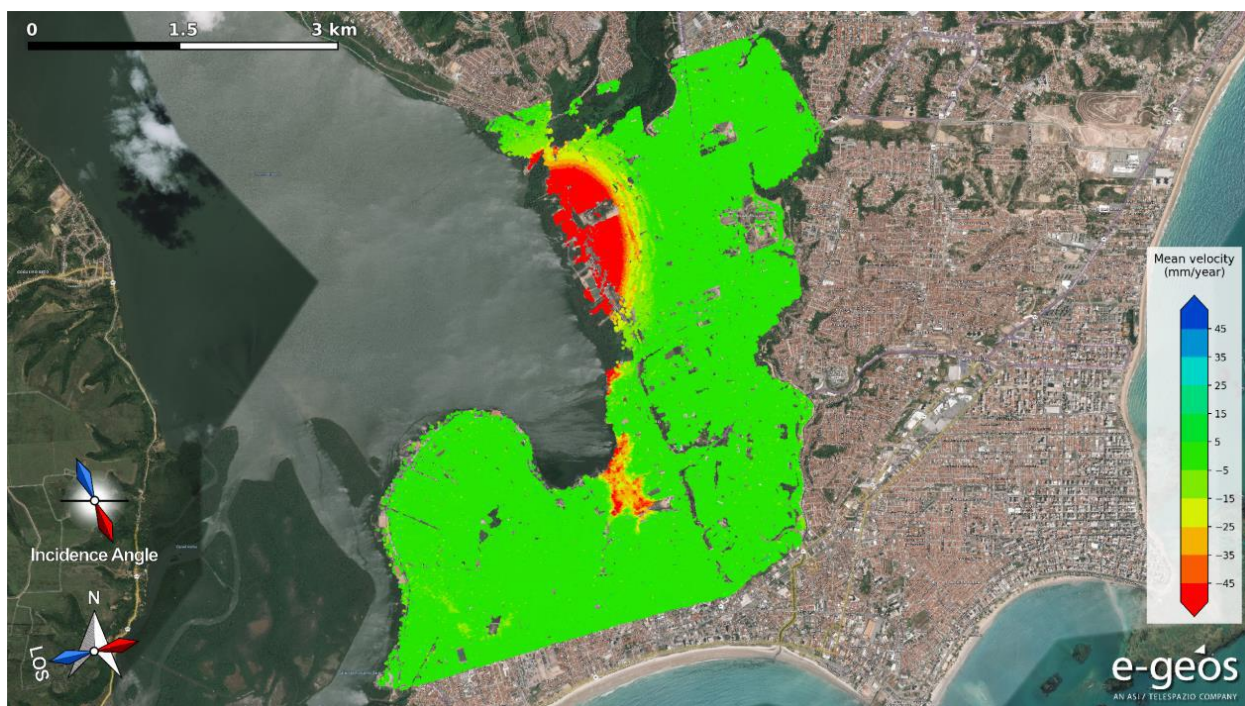 0 1.5 3 km
Mean velocity
(mm/year)
45
35
25
15
5
−5
−15
−25
−35
−45
Incidence Angle
N
LOS
e-geos
AN ASI / TELESPAZIO COMPANY